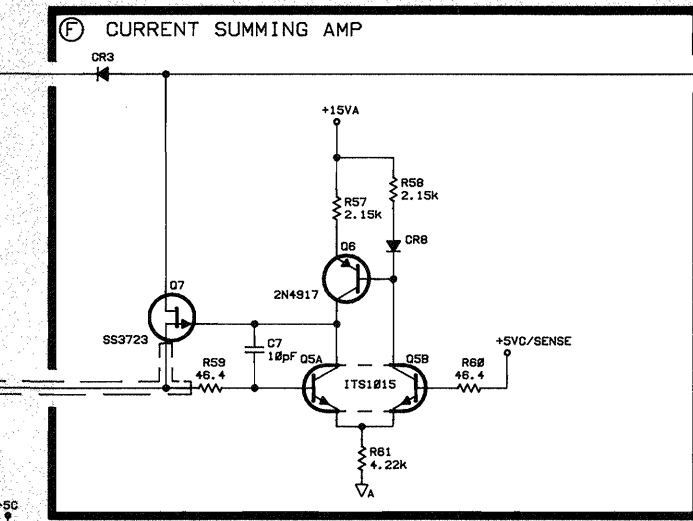 F CURRENT SUMMING AMP
CR3
+15VA
R58
2.15k
R57
2.15k
CR8
Q6
2N4917
Q7
SS3723
C7
10pF
+5VC/SENSE
R59
46.4
Q5A
ITS1015
Q5B
R60
46.4
R61
4.22k
A
+5C